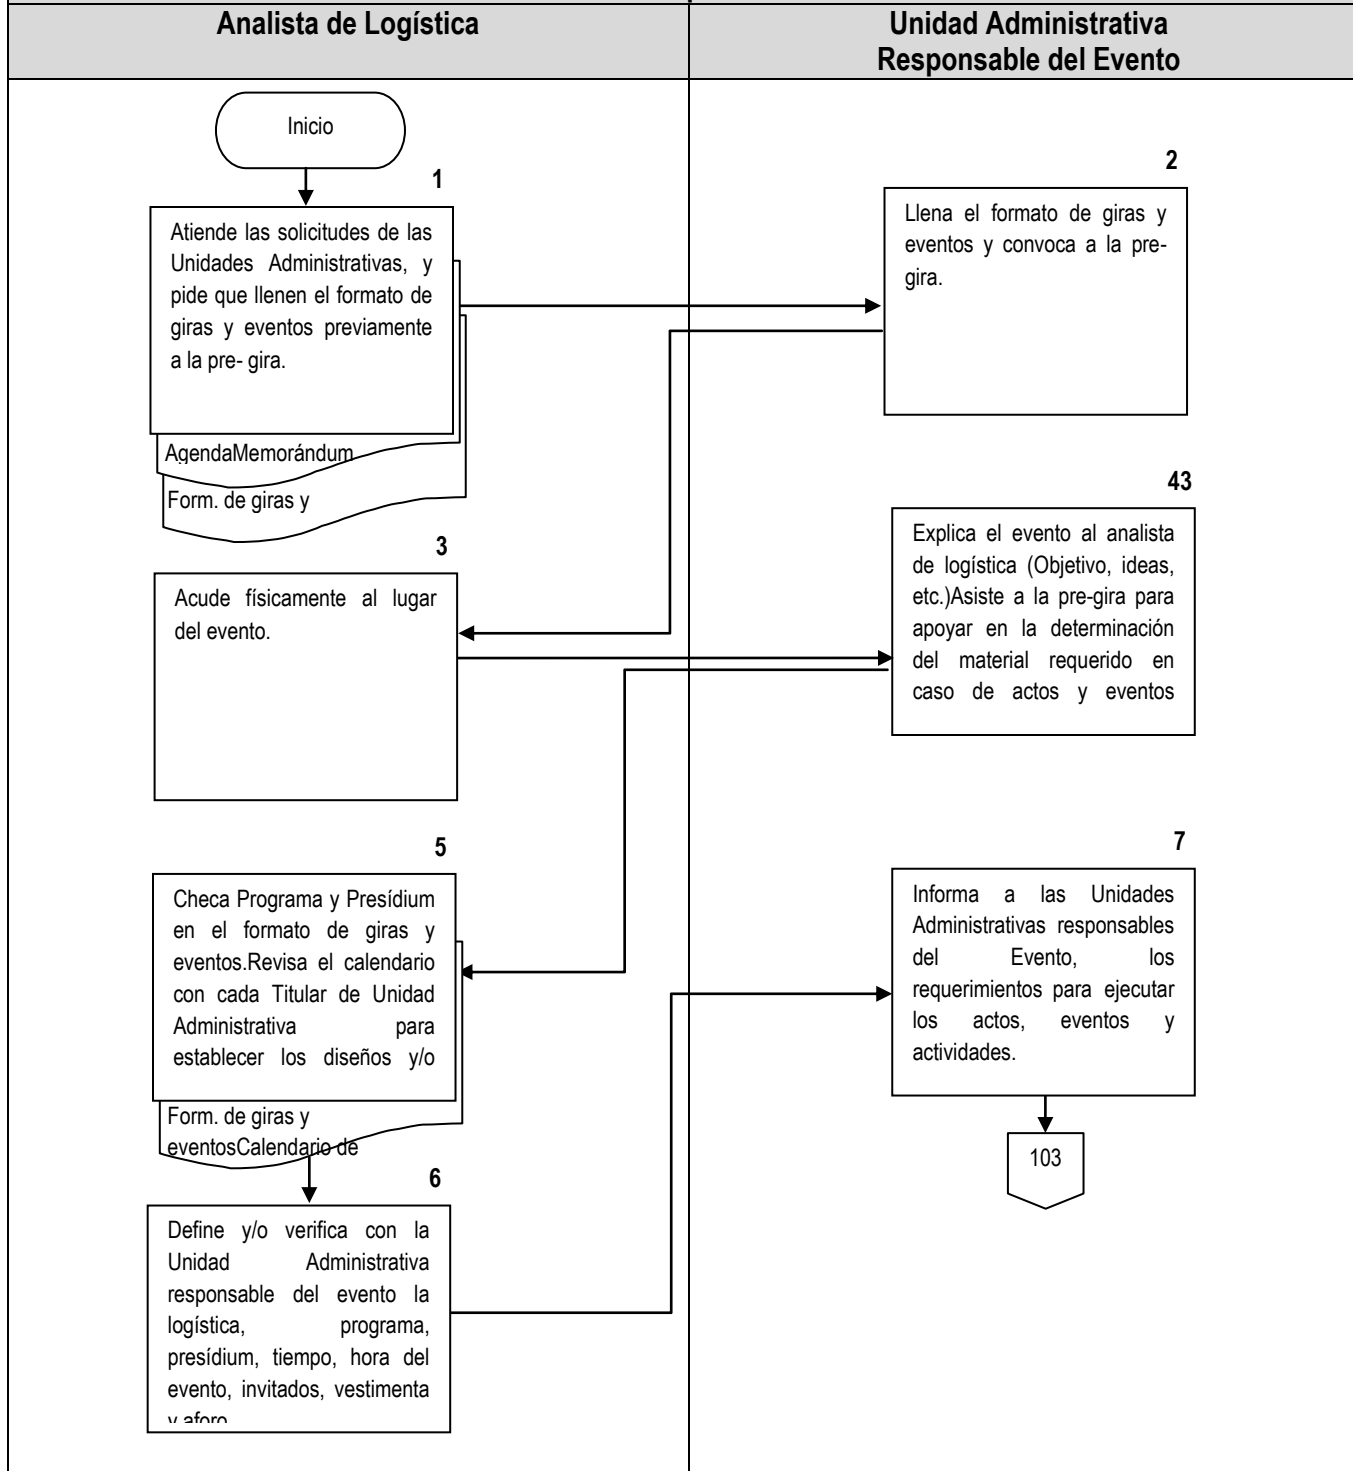 Analista de Logística
Unidad Administrativa
Responsable del Evento
Inicio
1
Atiende las solicitudes de las
Unidades Administrativas, y
pide que llenen el formato de
giras y eventos previamente
a la pre- gira.
AgendaMemorándum
Form. de giras y
2
Llena el formato de giras y
eventos y convoca a la pre-
gira.
3
Acude físicamente al lugar
del evento.
43
Explica el evento al analista
de logística (Objetivo, ideas,
etc.)Asiste a la pre-gira para
apoyar en la determinación
del material requerido en
caso de actos y eventos
5
Checa Programa y Presídium
en el formato de giras y
eventos.Revisa el calendario
con cada Titular de Unidad
Administrativa para
establecer los diseños y/o
Form. de giras y
eventosCalendario de
6
Define y/o verifica con la
Unidad Administrativa
responsable del evento la
logística, programa,
presídium, tiempo, hora del
evento, invitados, vestimenta
y aforo
7
Informa a las Unidades
Administrativas responsables
del Evento, los
requerimientos para ejecutar
los actos, eventos y
actividades.
103